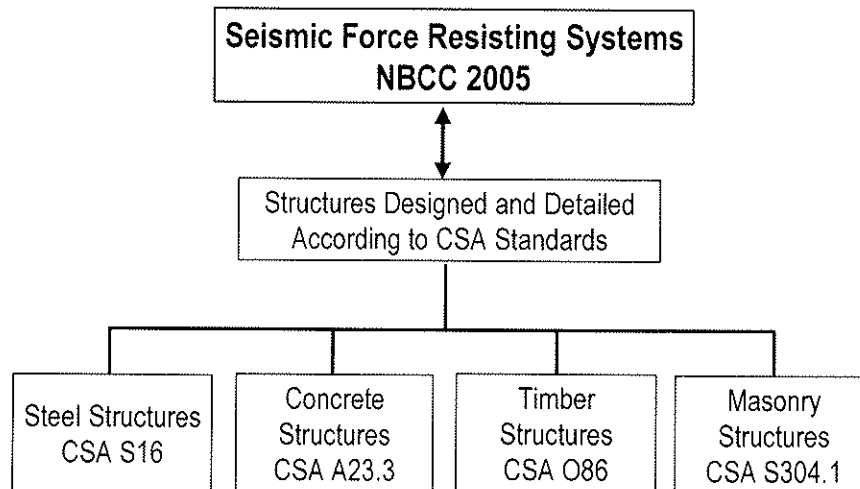 Seismic Force Resisting Systems
NBCC 2005
Structures Designed and Detailed
According to CSA Standards
Steel Structures
CSA S16
Concrete
Structures
CSA A23.3
Timber
Structures
CSA O86
Masonry
Structures
CSA S304.1